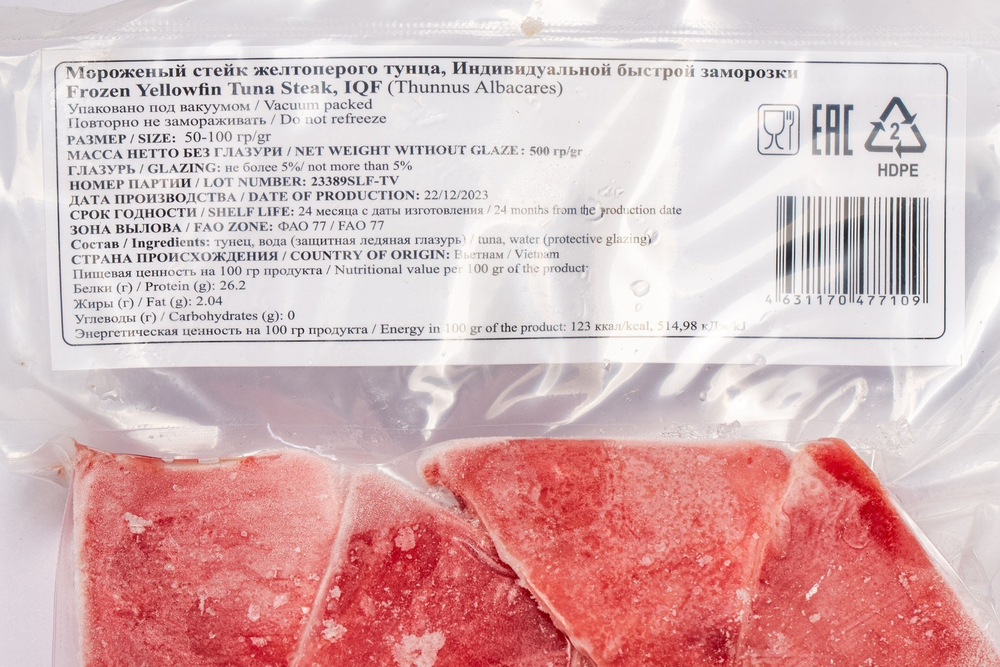 Мороженый стейк желтоперого тунца, Индивидуальной быстрой заморозки
Frozen Yellowfin Tuna Steak, IQF (Thunnus Albacares)
Упаковано под вакуумом / Vacuum packed
Повторно не замораживать / Do not refreeze
РАЗМЕР / SIZE: 50-100 гр/gr
МАССА НЕТТО БЕЗ ГЛАЗУРИ / NET WEIGHT WITHOUT GLAZE: 500 гр/gr
ГЛАЗУРЬ / GLAZING: не более 5%/ not more than 5%
НОМЕР ПАРТИИ / LOT NUMBER: 23389SLF-TV
ДАТА ПРОИЗВОДСТВА / DATE OF PRODUCTION: 22/12/2023
СРОК ГОДНОСТИ / SHELF LIFE: 24 месяца с даты изготовления / 24 months from the production date
ЗОНА ВЫЛОВА / FAO ZONE: ФАО 77 / FAO 77
Состав / Ingredients: тунец, вода (защитная ледяная глазурь) / tuna, water (protective glazing)
СТРАНА ПРОИСХОЖДЕНИЯ / COUNTRY OF ORIGIN: Вьетнам / Vietnam
Пищевая ценность на 100 гр продукта / Nutritional value per 100 gr of the product:
Белки (г) / Protein (g): 26.2
Жиры (г) / Fat (g): 2.04
Углеводы (г) / Carbohydrates (g): 0
Энергетическая ценность на 100 гр продукта / Energy in 100 gr of the product: 123 ккал/kcal, 514,98 кДж/kJ
EAC
2
HDPE
4 631170 477109